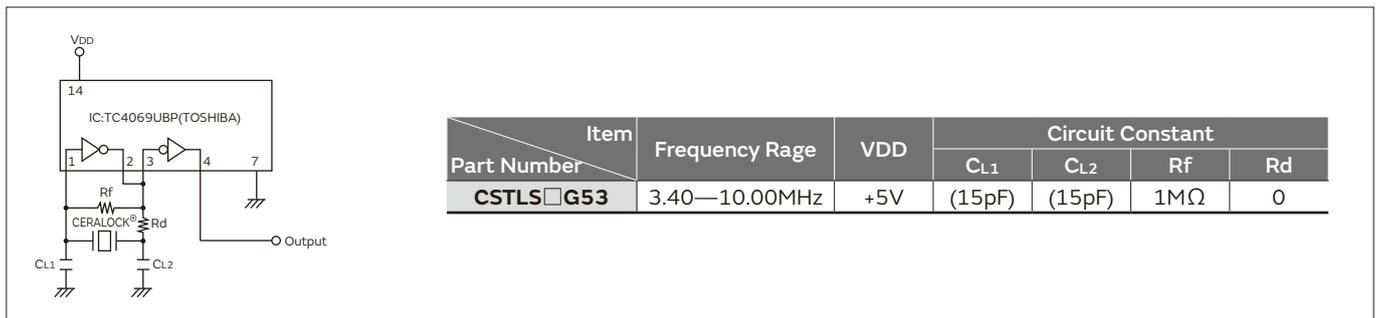 VDD
14
IC:TC4069UBP(TOSHIBA)
1 2 3 4 7
Rf
CERALOCK® Rd
Output
CL1 CL2
Item
Part Number
Frequency Rage
VDD
Circuit Constant
CL1 CL2 Rf Rd
CSTLS□G53 3.40—10.00MHz +5V (15pF) (15pF) 1MΩ 0